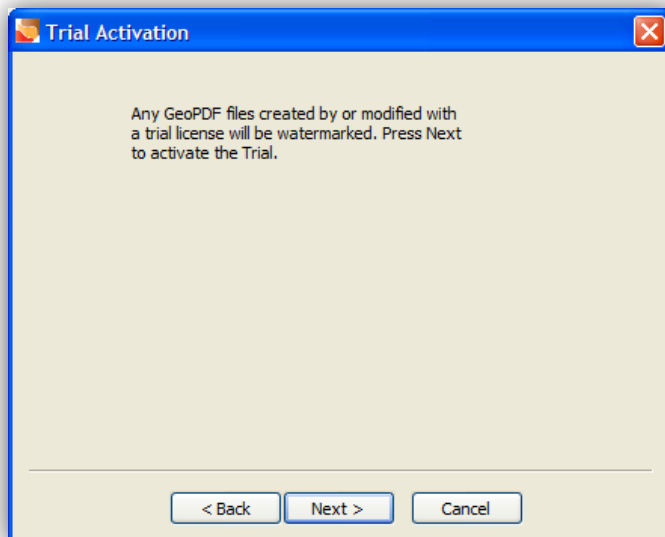 Trial Activation
Any GeoPDF files created by or modified with
a trial license will be watermarked. Press Next
to activate the Trial.
< Back Next > Cancel